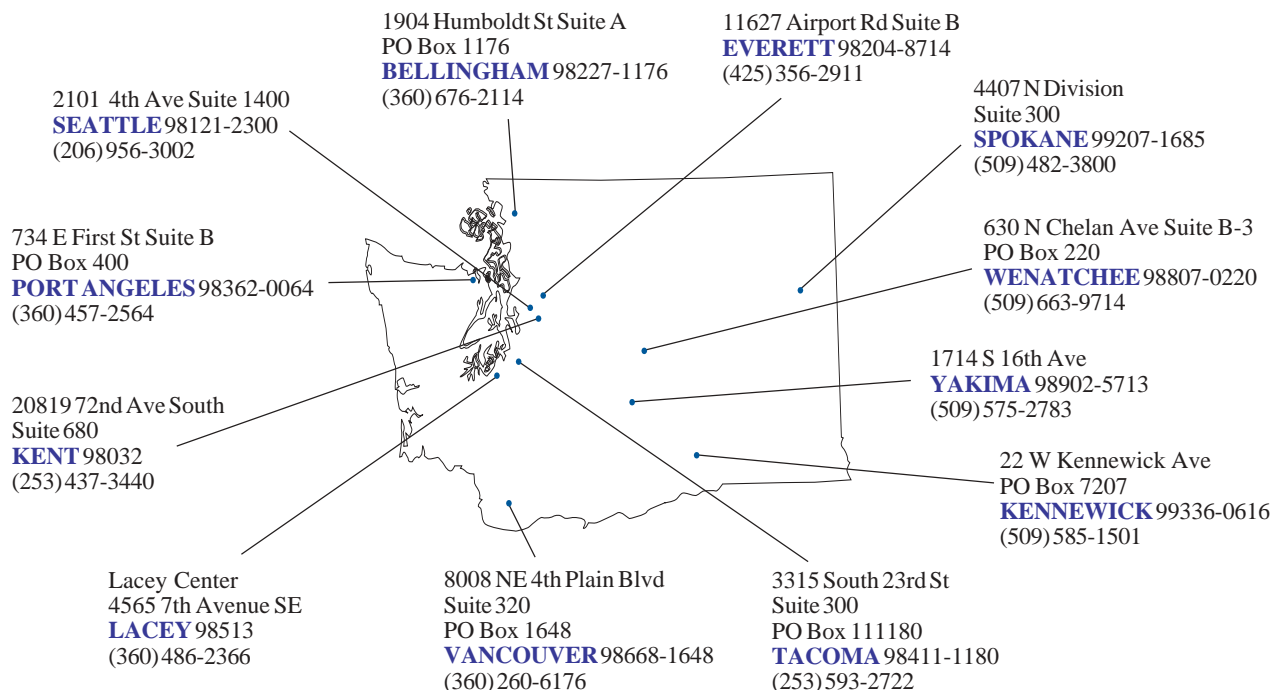 1904 Humboldt St Suite A
PO Box 1176
BELLINGHAM 98227-1176
(360) 676-2114
11627 Airport Rd Suite B
EVERETT 98204-8714
(425) 356-2911
2101 4th Ave Suite 1400
SEATTLE 98121-2300
(206) 956-3002
4407 N Division
Suite 300
SPOKANE 99207-1685
(509) 482-3800
734 E First St Suite B
PO Box 400
PORT ANGELES 98362-0064
(360) 457-2564
630 N Chelan Ave Suite B-3
PO Box 220
WENATCHEE 98807-0220
(509) 663-9714
1714 S 16th Ave
YAKIMA 98902-5713
(509) 575-2783
20819 72nd Ave South
Suite 680
KENT 98032
(253) 437-3440
22 W Kennewick Ave
PO Box 7207
KENNEWICK 99336-0616
(509) 585-1501
Lacey Center
4565 7th Avenue SE
LACEY 98513
(360) 486-2366
8008 NE 4th Plain Blvd
Suite 320
PO Box 1648
VANCOUVER 98668-1648
(360) 260-6176
3315 South 23rd St
Suite 300
PO Box 111180
TACOMA 98411-1180
(253) 593-2722